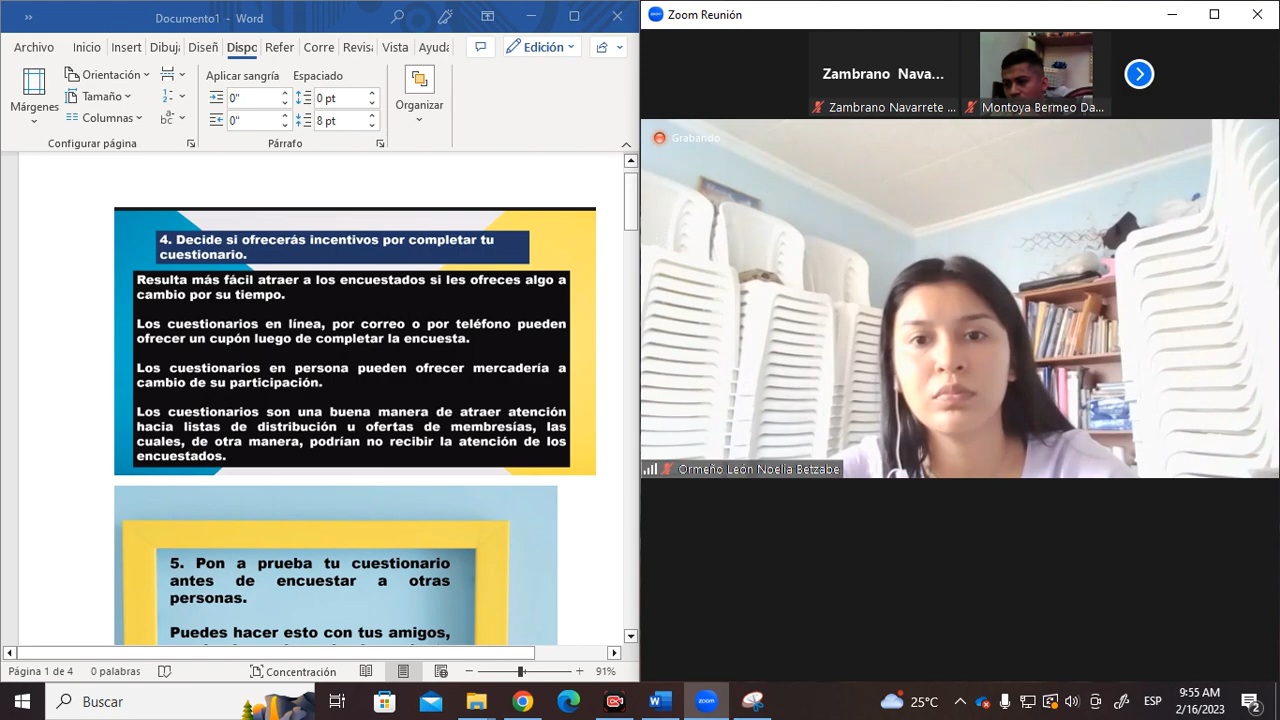 Documento1 - Word
Archivo Inicio Insert Dibuj Diseñ Dispo Refer Corre Revis Vista Ayuda
Edición
Márgenes
Orientación
Tamaño
Columnas
Configurar página
Aplicar sangría
0"
0"
Espaciado
0 pt
8 pt
Párrafo
Organizar
4. Decide si ofrecerás incentivos por completar tu
cuestionario.
Resulta más fácil atraer a los encuestados si les ofreces algo a
cambio por su tiempo.
Los cuestionarios en línea, por correo o por teléfono pueden
ofrecer un cupón luego de completar la encuesta.
Los cuestionarios en persona pueden ofrecer mercadería a
cambio de su participación.
Los cuestionarios son una buena manera de atraer atención
hacia listas de distribución u ofertas de membresías, las
cuales, de otra manera, podrían no recibir la atención de los
encuestados.
5. Pon a prueba tu cuestionario
antes de encuestar a otras
personas.
Puedes hacer esto con tus amigos,
Página 1 de 4 0 palabras Concentración 91%
Zoom Reunión
Zambrano Nava...
Zambrano Navarrete ...
Montoya Bermeo Da...
Grabando
Ormeño León Noelia Betzabe
Buscar
25°C
ESP
9:55 AM
2/16/2023
2